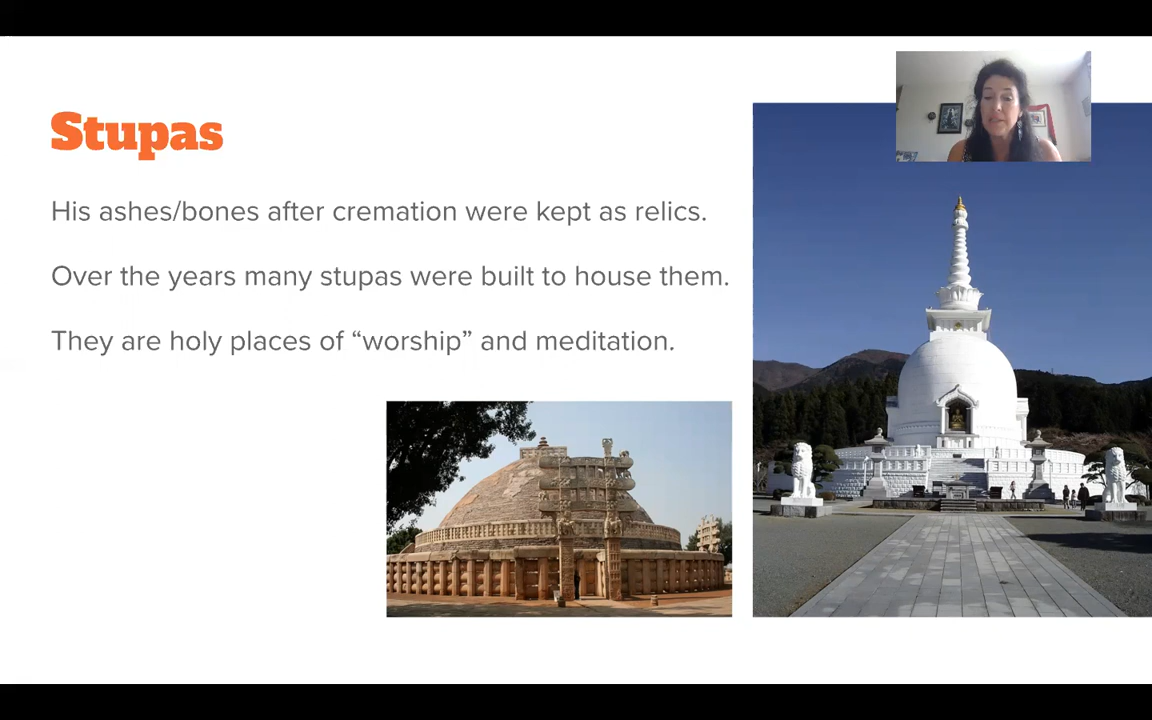 Stupas
His ashes/bones after cremation were kept as relics.
Over the years many stupas were built to house them.
They are holy places of “worship” and meditation.